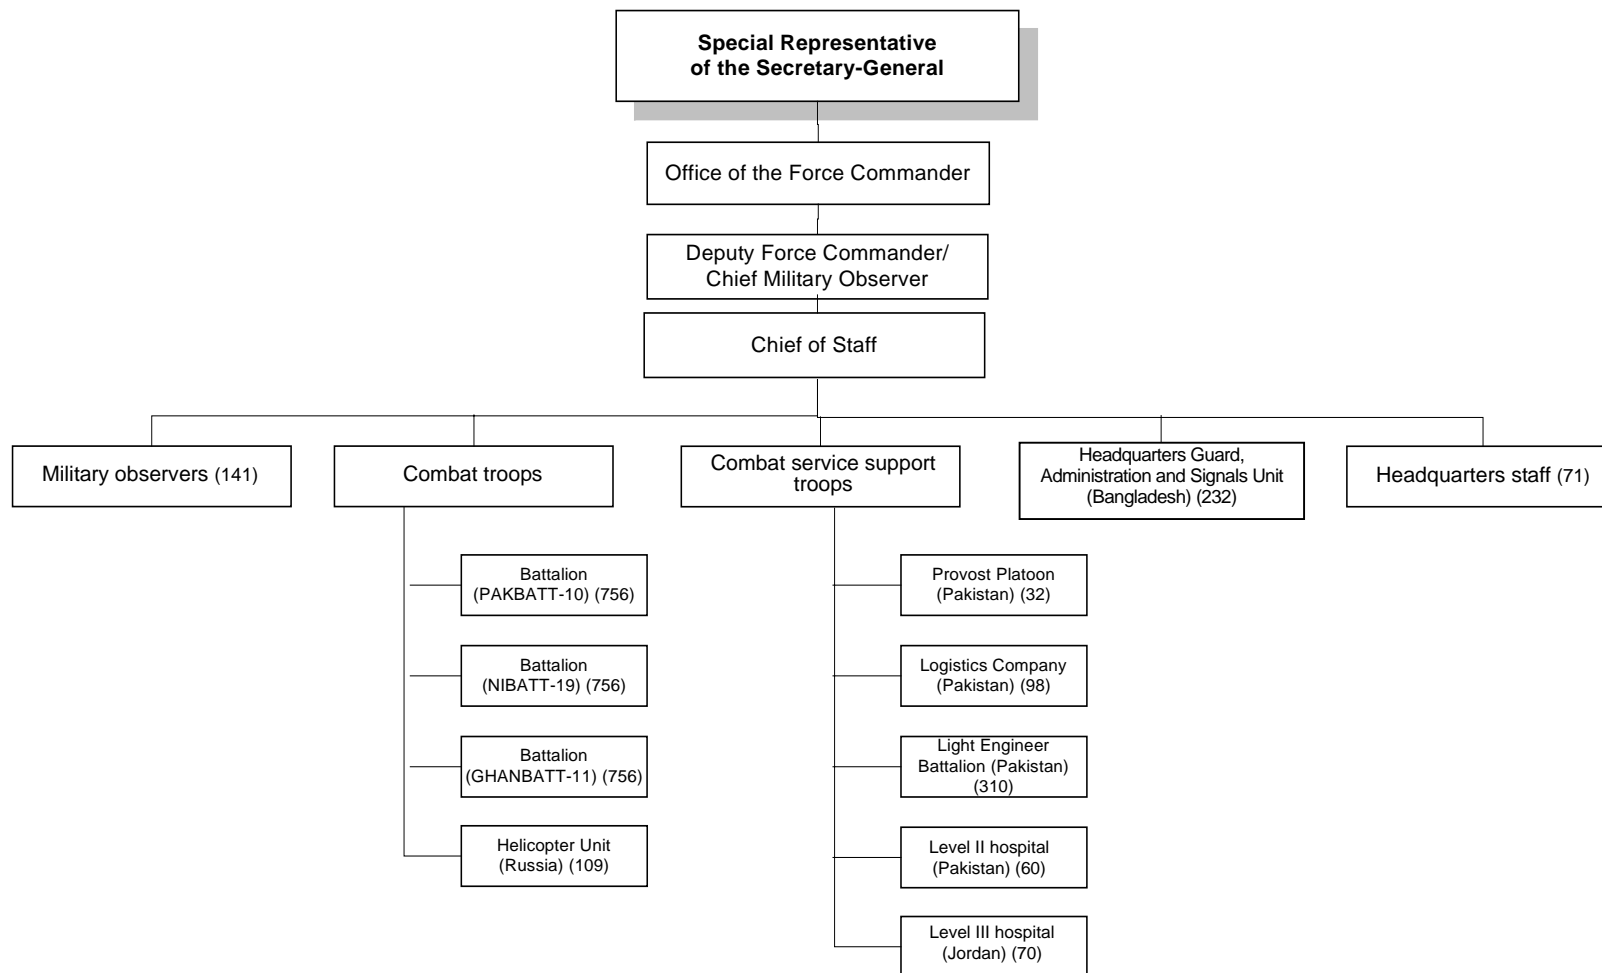 Special Representative
of the Secretary-General
Office of the Force Commander
Deputy Force Commander/
Chief Military Observer
Chief of Staff
Military observers (141)
Combat troops
Combat service support
troops
Headquarters Guard,
Administration and Signals Unit
(Bangladesh) (232)
Headquarters staff (71)
Battalion
(PAKBATT-10) (756)
Battalion
(NIBATT-19) (756)
Battalion
(GHANBATT-11) (756)
Helicopter Unit
(Russia) (109)
Provost Platoon
(Pakistan) (32)
Logistics Company
(Pakistan) (98)
Light Engineer
Battalion (Pakistan)
(310)
Level II hospital
(Pakistan) (60)
Level III hospital
(Jordan) (70)